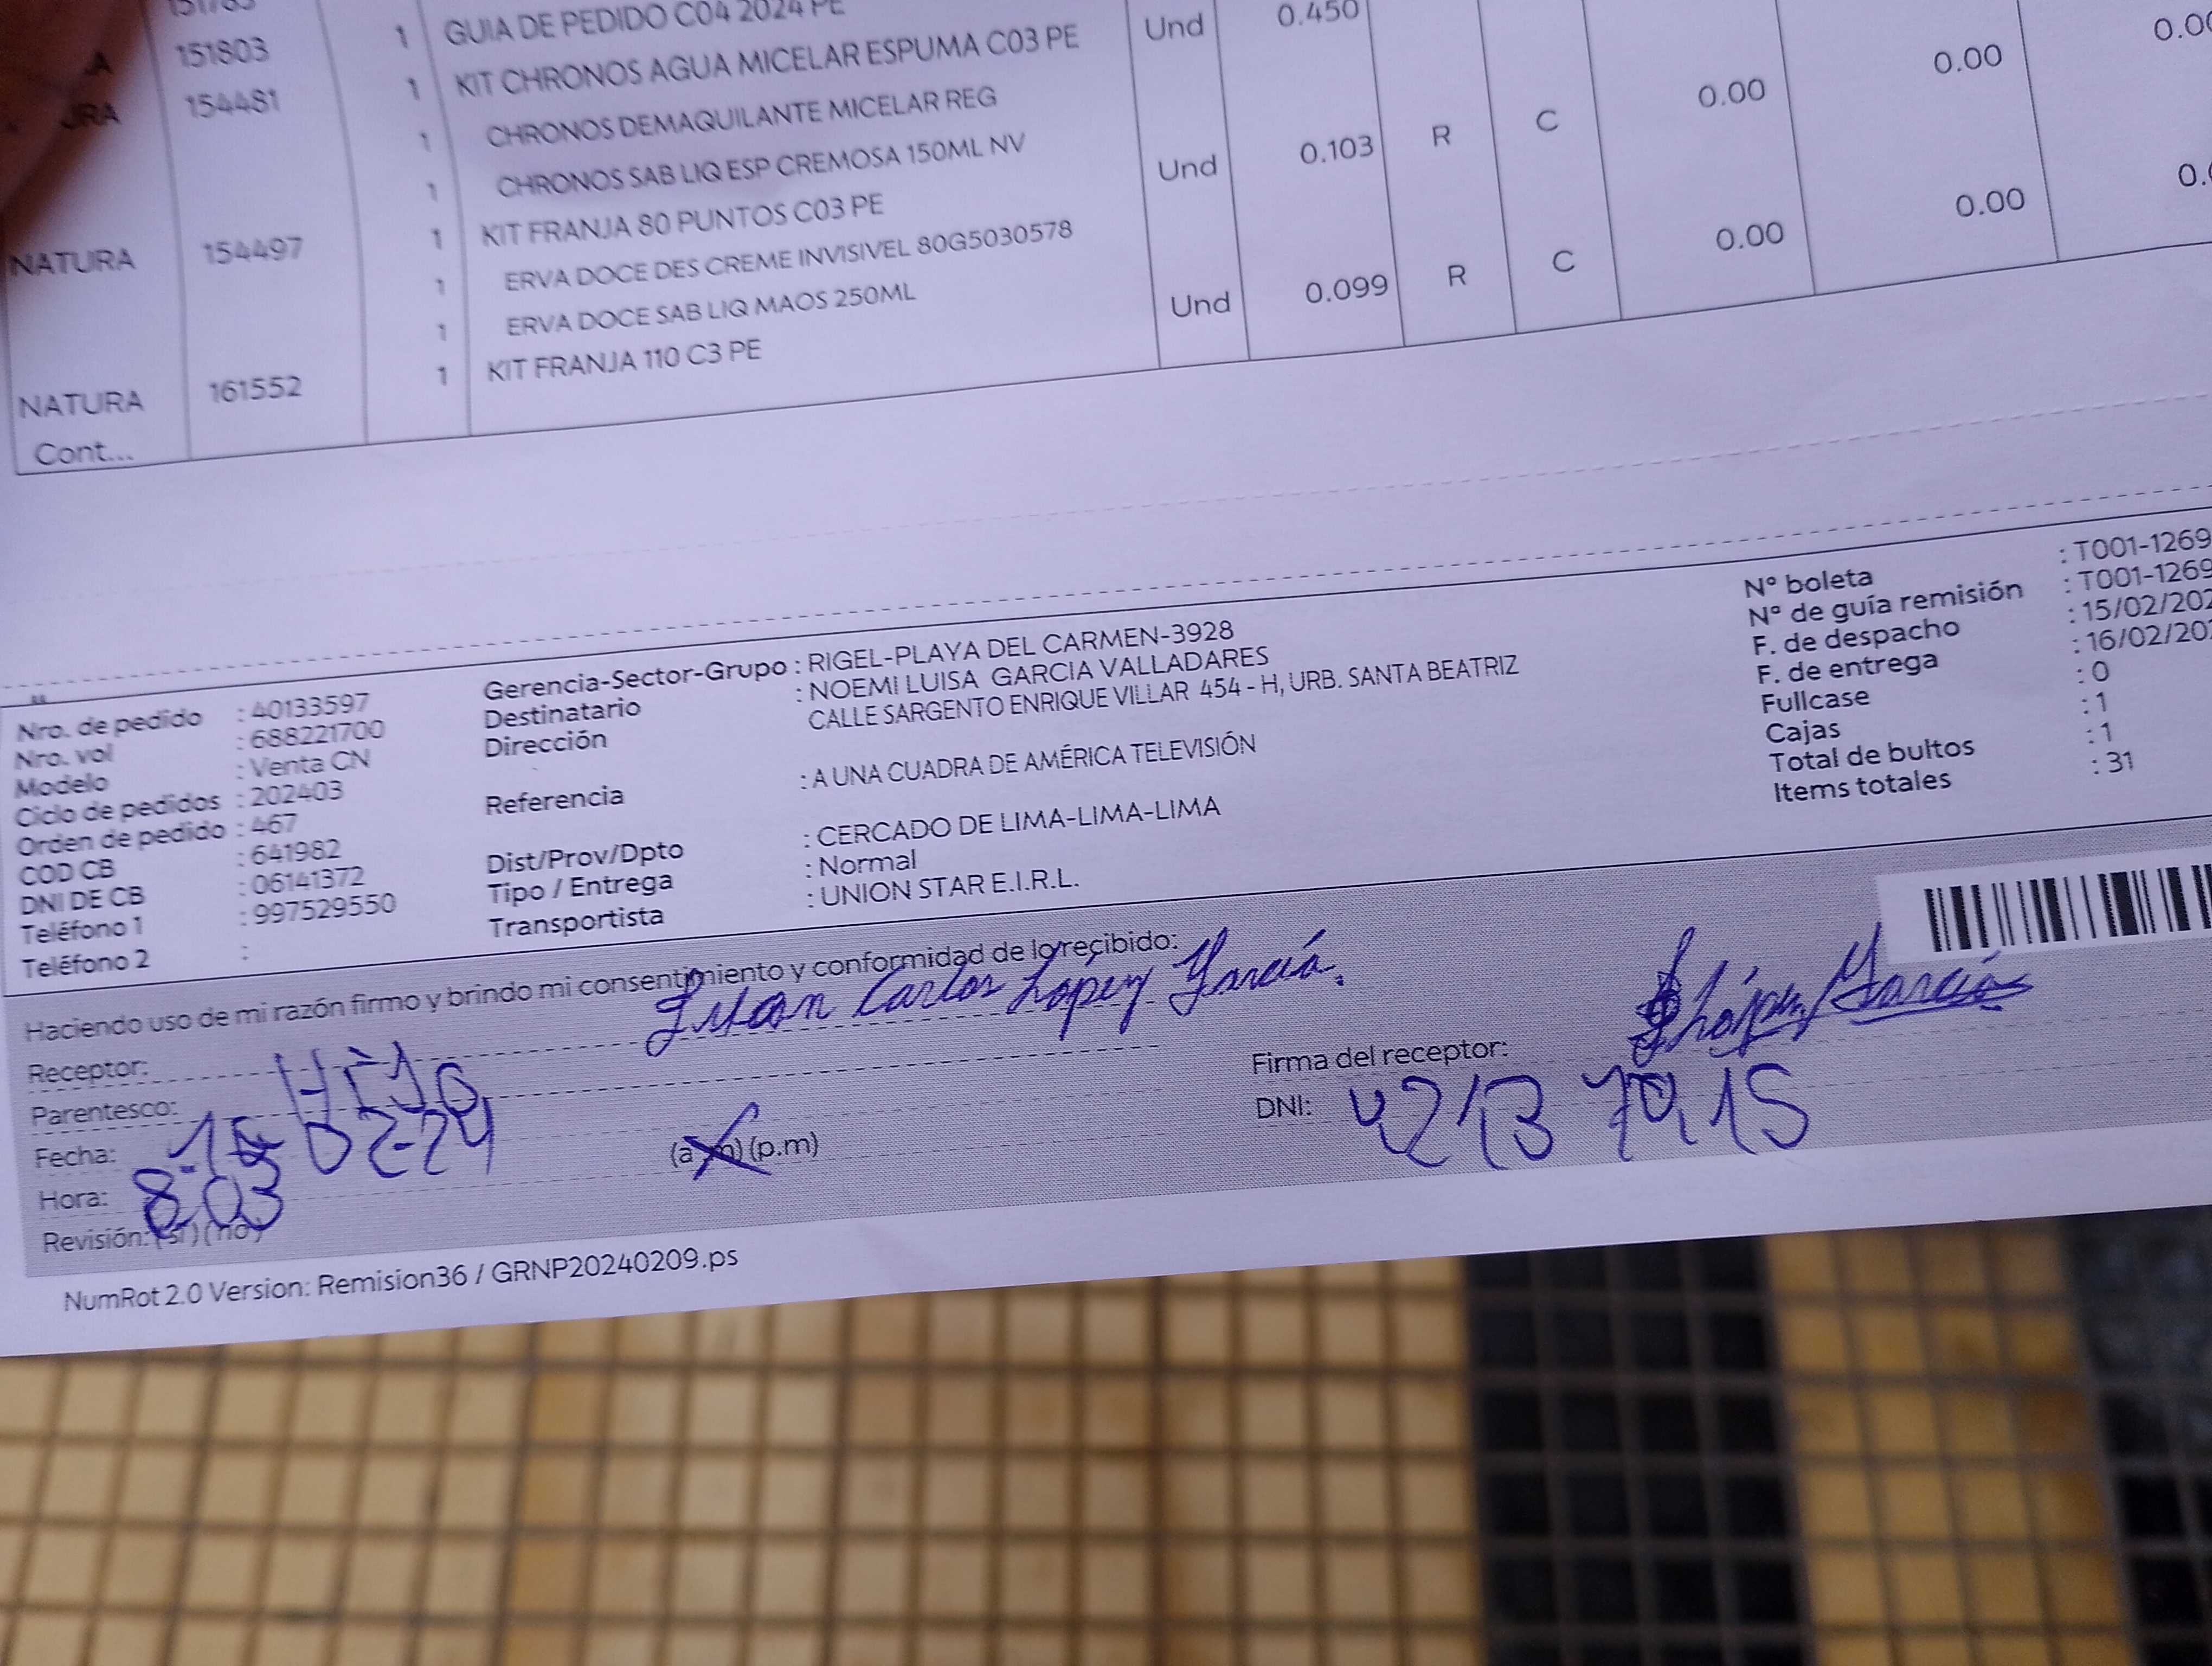 GUIA DE PEDIDO C04 2024 PE
151803 1 KIT CHRONOS AGUA MICELAR ESPUMA C03 PE Und 0.450
154481 1 CHRONOS DEMAQUILANTE MICELAR REG
1 CHRONOS SAB LIQ ESP CREMOSA 150ML NV
NATURA 154497 1 KIT FRANJA 80 PUNTOS C03 PE Und 0.103 R C 0.00 0.00
1 ERVA DOCE DES CREME INVISIVEL 80G5030578
1 ERVA DOCE SAB LIQ MAOS 250ML
NATURA 161552 1 KIT FRANJA 110 C3 PE Und 0.099 R C 0.00 0.00
Cont...
Nro. de pedido : 40133597
Nro. vol : 688221700
Modelo : Venta CN
Ciclo de pedidos : 202403
Orden de pedido : 467
COD CB : 641982
DNI DE CB : 06141372
Teléfono 1 : 997529550
Teléfono 2 :
Gerencia-Sector-Grupo : RIGEL-PLAYA DEL CARMEN-3928
Destinatario : NOEMI LUISA GARCIA VALLADARES
Dirección CALLE SARGENTO ENRIQUE VILLAR 454 - H, URB. SANTA BEATRIZ
Referencia : A UNA CUADRA DE AMÉRICA TELEVISIÓN
Dist/Prov/Dpto : CERCADO DE LIMA-LIMA-LIMA
Tipo / Entrega : Normal
Transportista : UNION STAR E.I.R.L.
N° boleta : T001-1269
N° de guía remisión : T001-1269
F. de despacho : 15/02/202
F. de entrega : 16/02/20
Fullcase : 0
Cajas : 1
Total de bultos : 1
Items totales : 31
Haciendo uso de mi razón firmo y brindo mi consentimiento y conformidad de lo recibido:
Receptor: Juan Carlos López García.
Parentesco: Hijo
Fecha: 02-24
Hora: 8:03 (a.m) (p.m)
Revisión: (si) (no)
Firma del receptor: López García
DNI:
NumRot 2.0 Version: Remision36 / GRNP20240209.ps